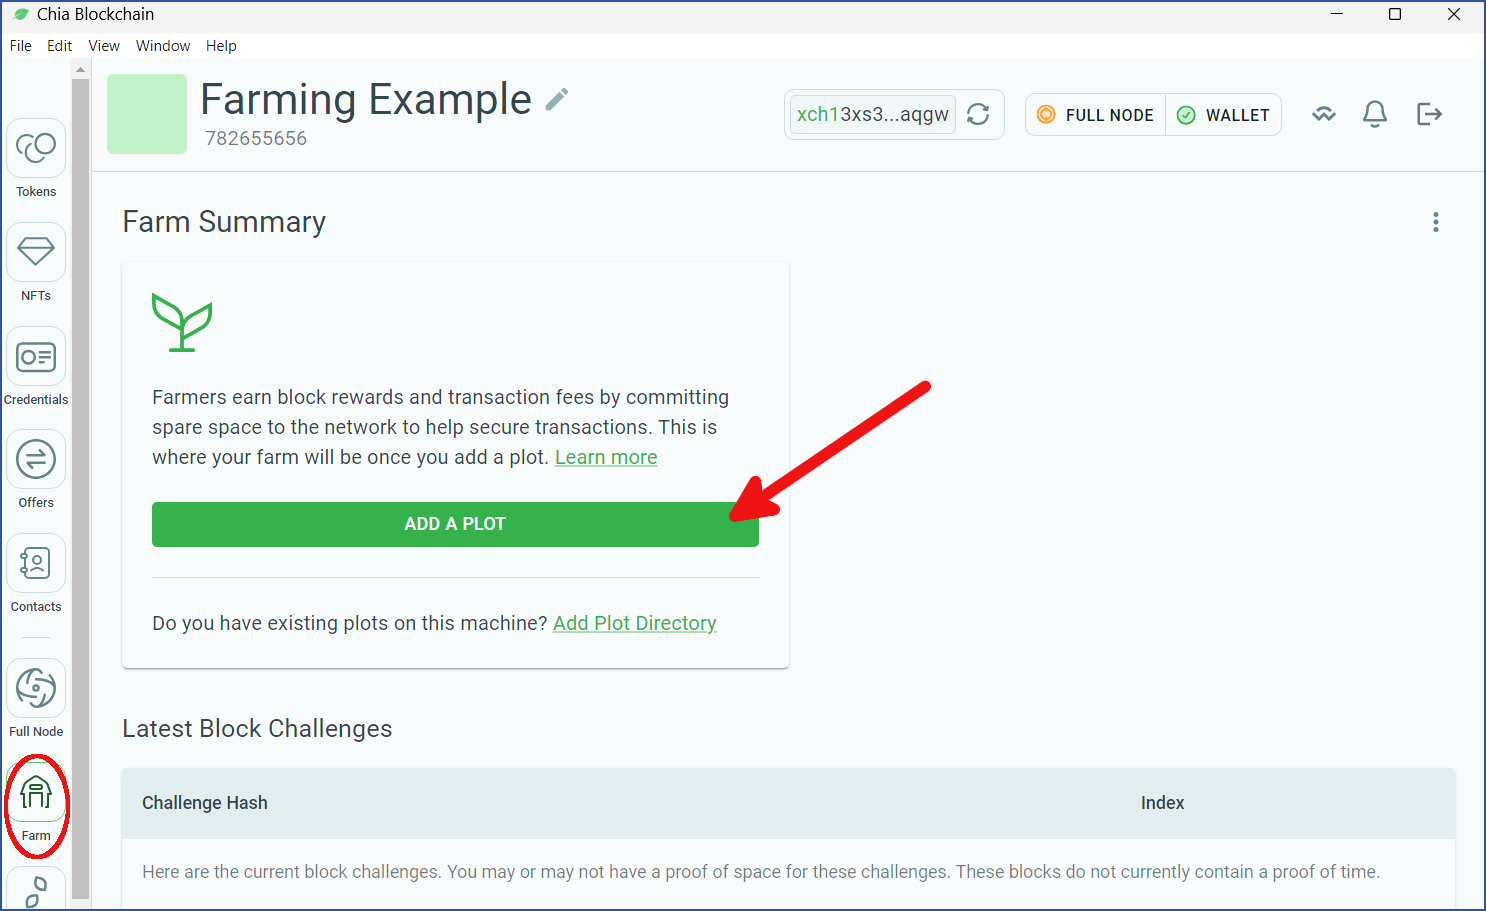 Chia Blockchain
File Edit View Window Help
Farming Example
782655656
xch13xs3...aqgw
FULL NODE
WALLET
Tokens
NFTs
Credentials
Offers
Contacts
Full Node
Farm
Farm Summary
Farmers earn block rewards and transaction fees by committing
spare space to the network to help secure transactions. This is
where your farm will be once you add a plot. Learn more
ADD A PLOT
Do you have existing plots on this machine? Add Plot Directory
Latest Block Challenges
Challenge Hash Index
Here are the current block challenges. You may or may not have a proof of space for these challenges. These blocks do not currently contain a proof of time.